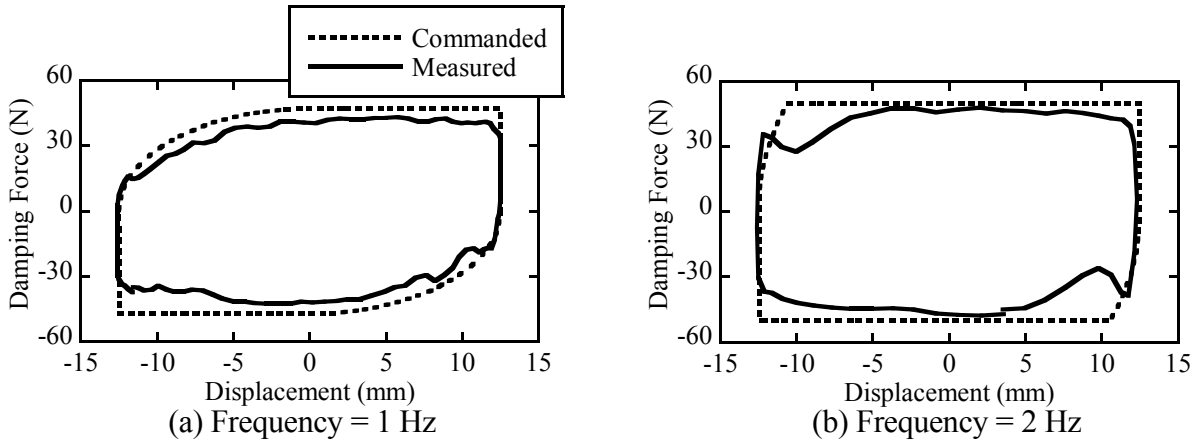 Commanded
Measured
60
30
0
-30
-60
Damping Force (N)
-15 -10 -5 0 5 10 15
Displacement (mm)
(a) Frequency = 1 Hz
60
30
0
-30
-60
Damping Force (N)
-15 -10 -5 0 5 10 15
Displacement (mm)
(b) Frequency = 2 Hz